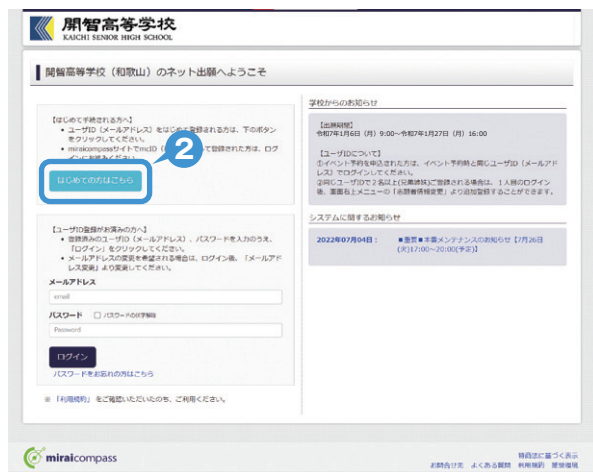 開智高等学校
KAICHI SENIOR HIGH SCHOOL
開智高等学校（和歌山）のネット出願へようこそ
【はじめて手続される方へ】
• ユーザID（メールアドレス）をはじめて登録される方は、下のボタン
をクリックしてください。
• miraicompassサイトでmcID（ て登録された方は、ログ
インにお進みください。
2
はじめての方はこちら
【ユーザID登録がお済みの方へ】
• 登録済みのユーザID（メールアドレス）、パスワードを入力のうえ、
「ログイン」をクリックしてください。
• メールアドレスの変更を希望される場合は、ログイン後、「メールアド
レス変更」より変更してください。
メールアドレス
email
パスワード □ パスワードの伏字解除
Password
ログイン
パスワードをお忘れの方はこちら
※ 「利用規約」をご確認いただいたのち、ご利用ください。
学校からのお知らせ
【出願期間】
令和7年1月6日（月）9:00～令和7年1月27日（月）16:00
【ユーザIDについて】
①イベント予約を申込された方は、イベント予約時と同じユーザID（メールアド
レス）でログインしてください。
②同じユーザIDで２名以上(兄弟姉妹)ご登録される場合は、１人目のログイン
後、画面右上メニューの「志願者情報変更」より追加登録することができます。
システムに関するお知らせ
2022年07月04日： ■重要■本番メンテナンスのお知らせ【7月26日
(火)17:00～20:00(予定)】
miraicompass
特商法に基づく表示
お問合せ先 よくある質問 利用規約 推奨環境